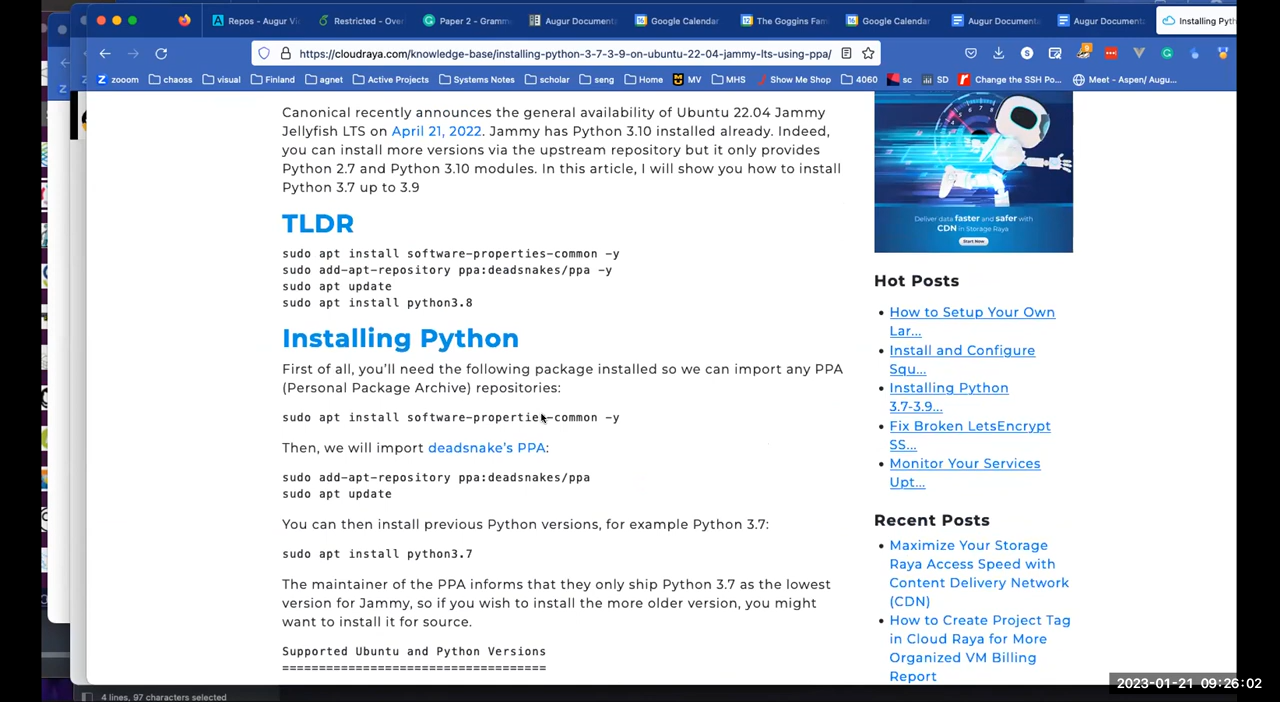 Repos - Augur Vi
Restricted - Ove
Paper 2 - Gramm
Augur Document
Google Calendar
The Goggins Fam
Google Calendar
Augur Documenta
Augur Documenta
Installing Pyth
https://cloudraya.com/knowledge-base/installing-python-3-7-3-9-on-ubuntu-22-04-jammy-lts-using-ppa/
zooom
chaoss
visual
Finland
agnet
Active Projects
Systems Notes
scholar
seng
Home
MV
MHS
Show Me Shop
4060
sc
SD
Change the SSH Po...
Meet - Aspen/ Augu...
Canonical recently announces the general availability of Ubuntu 22.04 Jammy
Jellyfish LTS on April 21, 2022. Jammy has Python 3.10 installed already. Indeed,
you can install more versions via the upstream repository but it only provides
Python 2.7 and Python 3.10 modules. In this article, I will show you how to install
Python 3.7 up to 3.9
TLDR
sudo apt install software-properties-common -y
sudo add-apt-repository ppa:deadsnakes/ppa -y
sudo apt update
sudo apt install python3.8
Installing Python
First of all, you’ll need the following package installed so we can import any PPA
(Personal Package Archive) repositories:
sudo apt install software-properties-common -y
Then, we will import deadsnake’s PPA:
sudo add-apt-repository ppa:deadsnakes/ppa
sudo apt update
You can then install previous Python versions, for example Python 3.7:
sudo apt install python3.7
The maintainer of the PPA informs that they only ship Python 3.7 as the lowest
version for Jammy, so if you wish to install the more older version, you might
want to install it for source.
Supported Ubuntu and Python Versions
==================================
Deliver data faster and safer with
CDN in Storage Raya
Start Now
Hot Posts
How to Setup Your Own
Lar...
Install and Configure
Squ...
Installing Python
3.7-3.9...
Fix Broken LetsEncrypt
SS...
Monitor Your Services
Upt...
Recent Posts
Maximize Your Storage
Raya Access Speed with
Content Delivery Network
(CDN)
How to Create Project Tag
in Cloud Raya for More
Organized VM Billing
Report
4 lines, 97 characters selected
2023-01-21 09:26:02